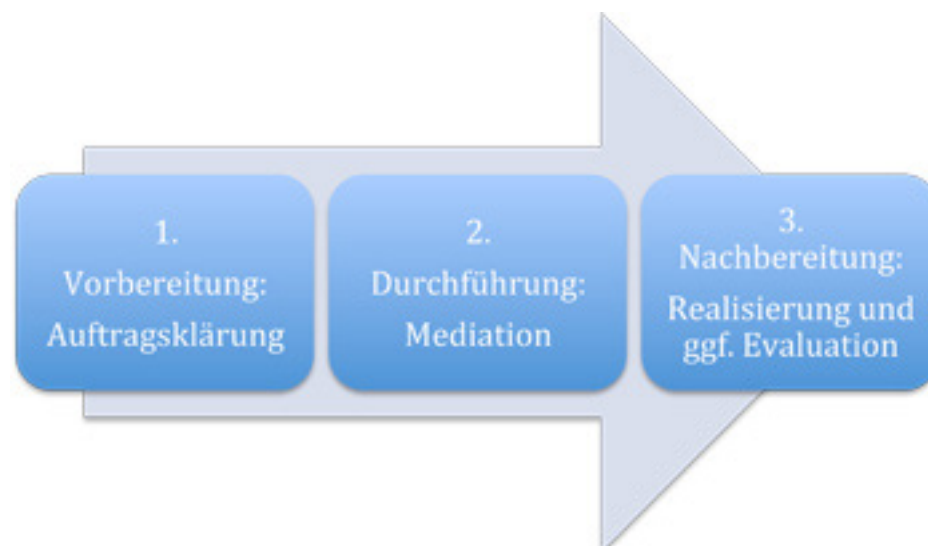 1.
Vorbereitung:
Auftragsklärung
2.
Durchführung:
Mediation
3.
Nachbereitung:
Realisierung und
ggf. Evaluation